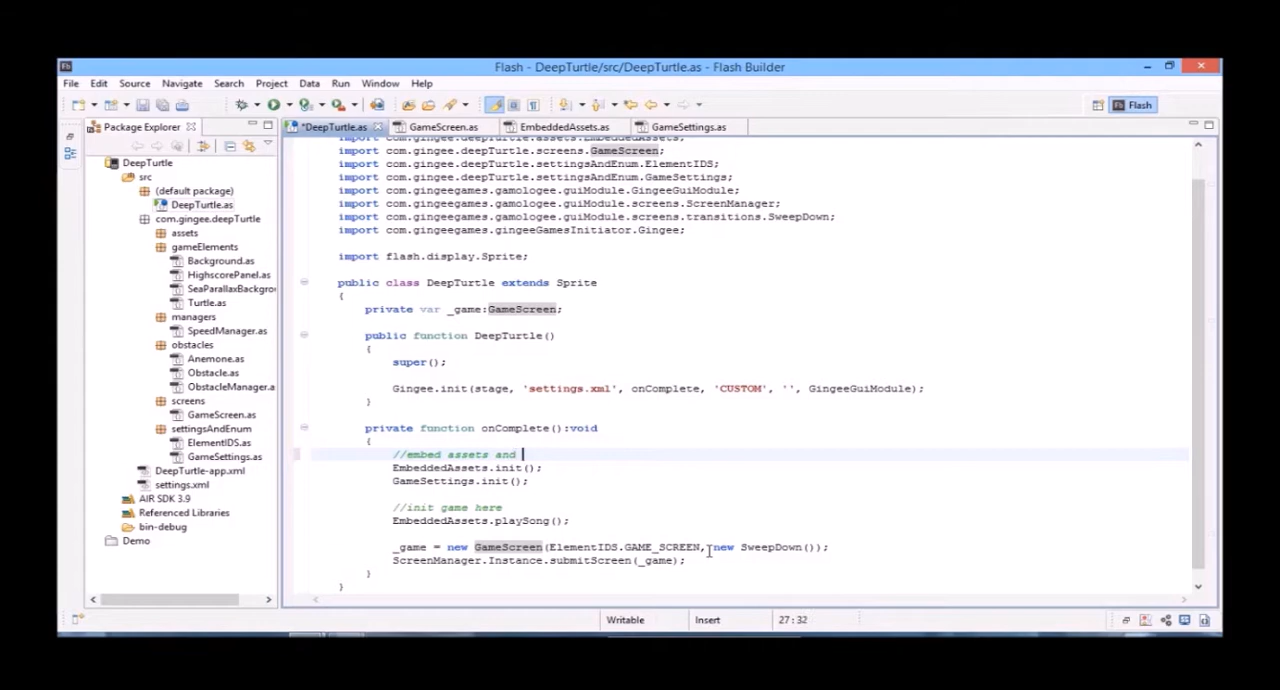 Flash - DeepTurtle/src/DeepTurtle.as - Flash Builder
File Edit Source Navigate Search Project Data Run Window Help
Flash
Package Explorer
*DeepTurtle.as GameScreen.as EmbeddedAssets.as GameSettings.as
DeepTurtle
src
(default package)
DeepTurtle.as
com.gingee.deepTurtle
assets
gameElements
Background.as
HighscorePanel.as
SeaParallaxBackgrou
Turtle.as
managers
SpeedManager.as
obstacles
Anemone.as
Obstacle.as
ObstacleManager.a
screens
GameScreen.as
settingsAndEnum
ElementIDS.as
GameSettings.as
DeepTurtle-app.xml
settings.xml
AIR SDK 3.9
Referenced Libraries
bin-debug
Demo
import com.gingee.deepTurtle.assets.EmbeddedAssets;
import com.gingee.deepTurtle.screens.GameScreen;
import com.gingee.deepTurtle.settingsAndEnum.ElementIDS;
import com.gingee.deepTurtle.settingsAndEnum.GameSettings;
import com.gingeegames.gamologee.guiModule.GingeeGuiModule;
import com.gingeegames.gamologee.guiModule.screens.ScreenManager;
import com.gingeegames.gamologee.guiModule.screens.transitions.SweepDown;
import com.gingeegames.gingeeGamesInitiator.Gingee;
import flash.display.Sprite;
public class DeepTurtle extends Sprite
{
private var _game:GameScreen;
public function DeepTurtle()
{
super();
Gingee.init(stage, 'settings.xml', onComplete, 'CUSTOM', '', GingeeGuiModule);
}
private function onComplete():void
{
//embed assets and
EmbeddedAssets.init();
GameSettings.init();
//init game here
EmbeddedAssets.playSong();
_game = new GameScreen(ElementIDS.GAME_SCREEN, new SweepDown());
ScreenManager.Instance.submitScreen(_game);
}
}
Writable Insert 27:32